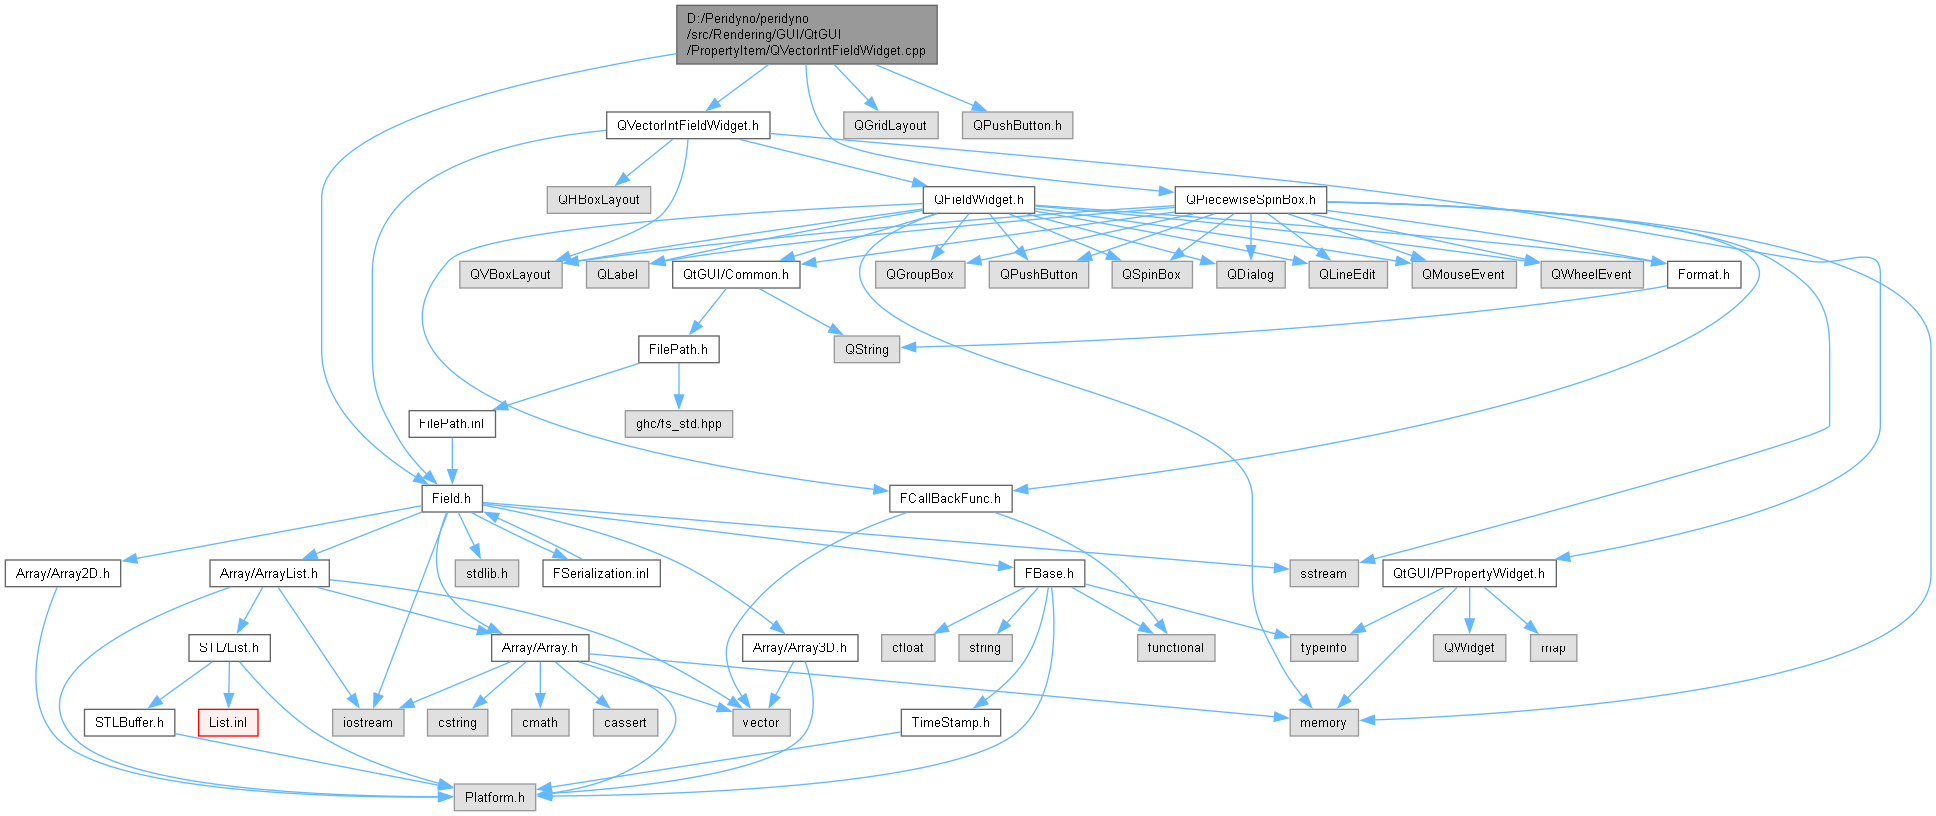 D:/Peridyno/peridyno
/src/Rendering/GUI/QtGUI
/PropertyItem/QVectorIntFieldWidget.cpp
QVectorIntFieldWidget.h
QGridLayout
QPushButton.h
QHBoxLayout
QFieldWidget.h
QPiecewiseSpinBox.h
QVBoxLayout
QLabel
QtGUI/Common.h
QGroupBox
QPushButton
QSpinBox
QDialog
QLineEdit
QMouseEvent
QWheelEvent
Format.h
FilePath.h
QString
FilePath.inl
ghc/fs_std.hpp
Field.h
FCallBackFunc.h
Array/Array2D.h
Array/ArrayList.h
stdlib.h
FSerialization.inl
FBase.h
sstream
QtGUI/PPropertyWidget.h
STL/List.h
Array/Array.h
Array/Array3D.h
cfloat
string
functional
typeinfo
QWidget
map
STLBuffer.h
List.inl
iostream
cstring
cmath
cassert
vector
TimeStamp.h
memory
Platform.h